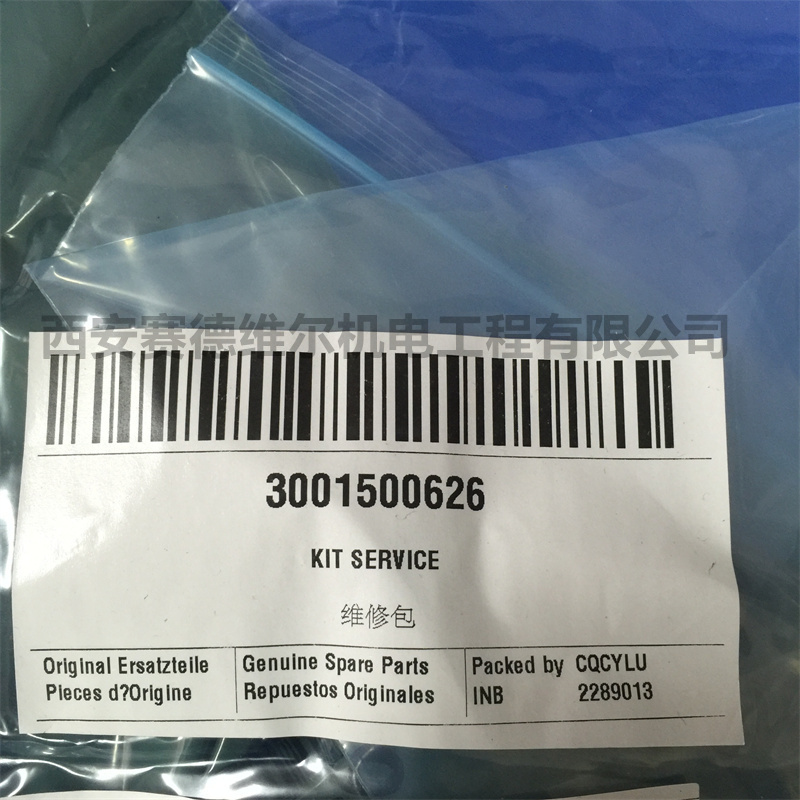 西安赛德维尔机电工程有限公司
3001500626
KIT SERVICE
维修包
Original Ersatzteile
Pieces d?Origine
Genuine Spare Parts
Repuestos Originales
Packed by CQCYLU
INB 2289013